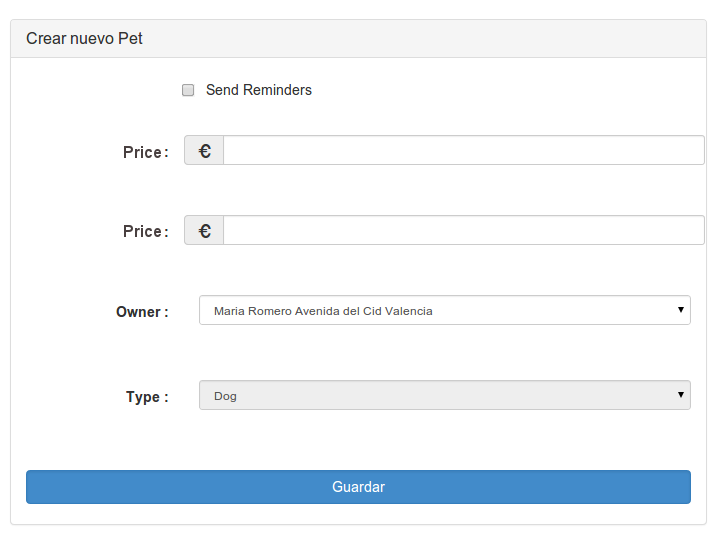 Crear nuevo Pet
Send Reminders
Price :
€
Price :
€
Owner :
Maria Romero Avenida del Cid Valencia
Type :
Dog
Guardar